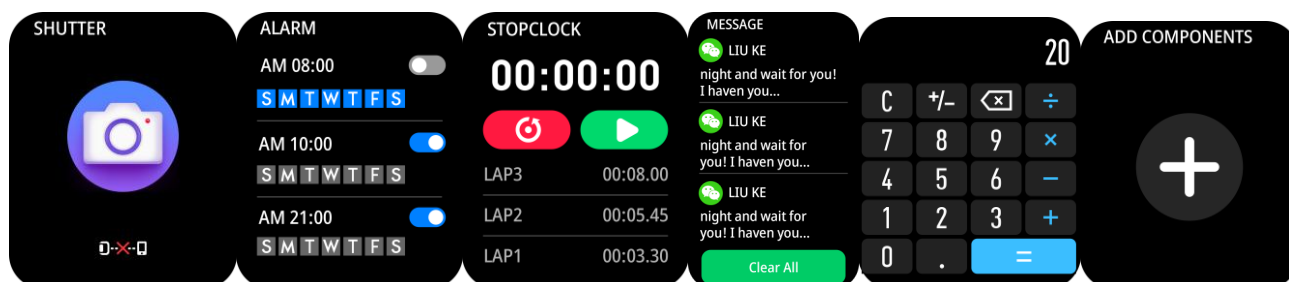 SHUTTER
ALARM
AM 08:00
S M T W T F S
AM 10:00
S M T W T F S
AM 21:00
S M T W T F S
STOPCLOCK
00:00:00
LAP3 00:08.00
LAP2 00:05.45
LAP1 00:03.30
MESSAGE
LIU KE
night and wait for you!
I haven you...
LIU KE
night and wait for
you! I haven you...
LIU KE
night and wait for
you! I haven you...
Clear All
20
C +/- ÷
7 8 9 ×
4 5 6 −
1 2 3 +
0 . =
ADD COMPONENTS